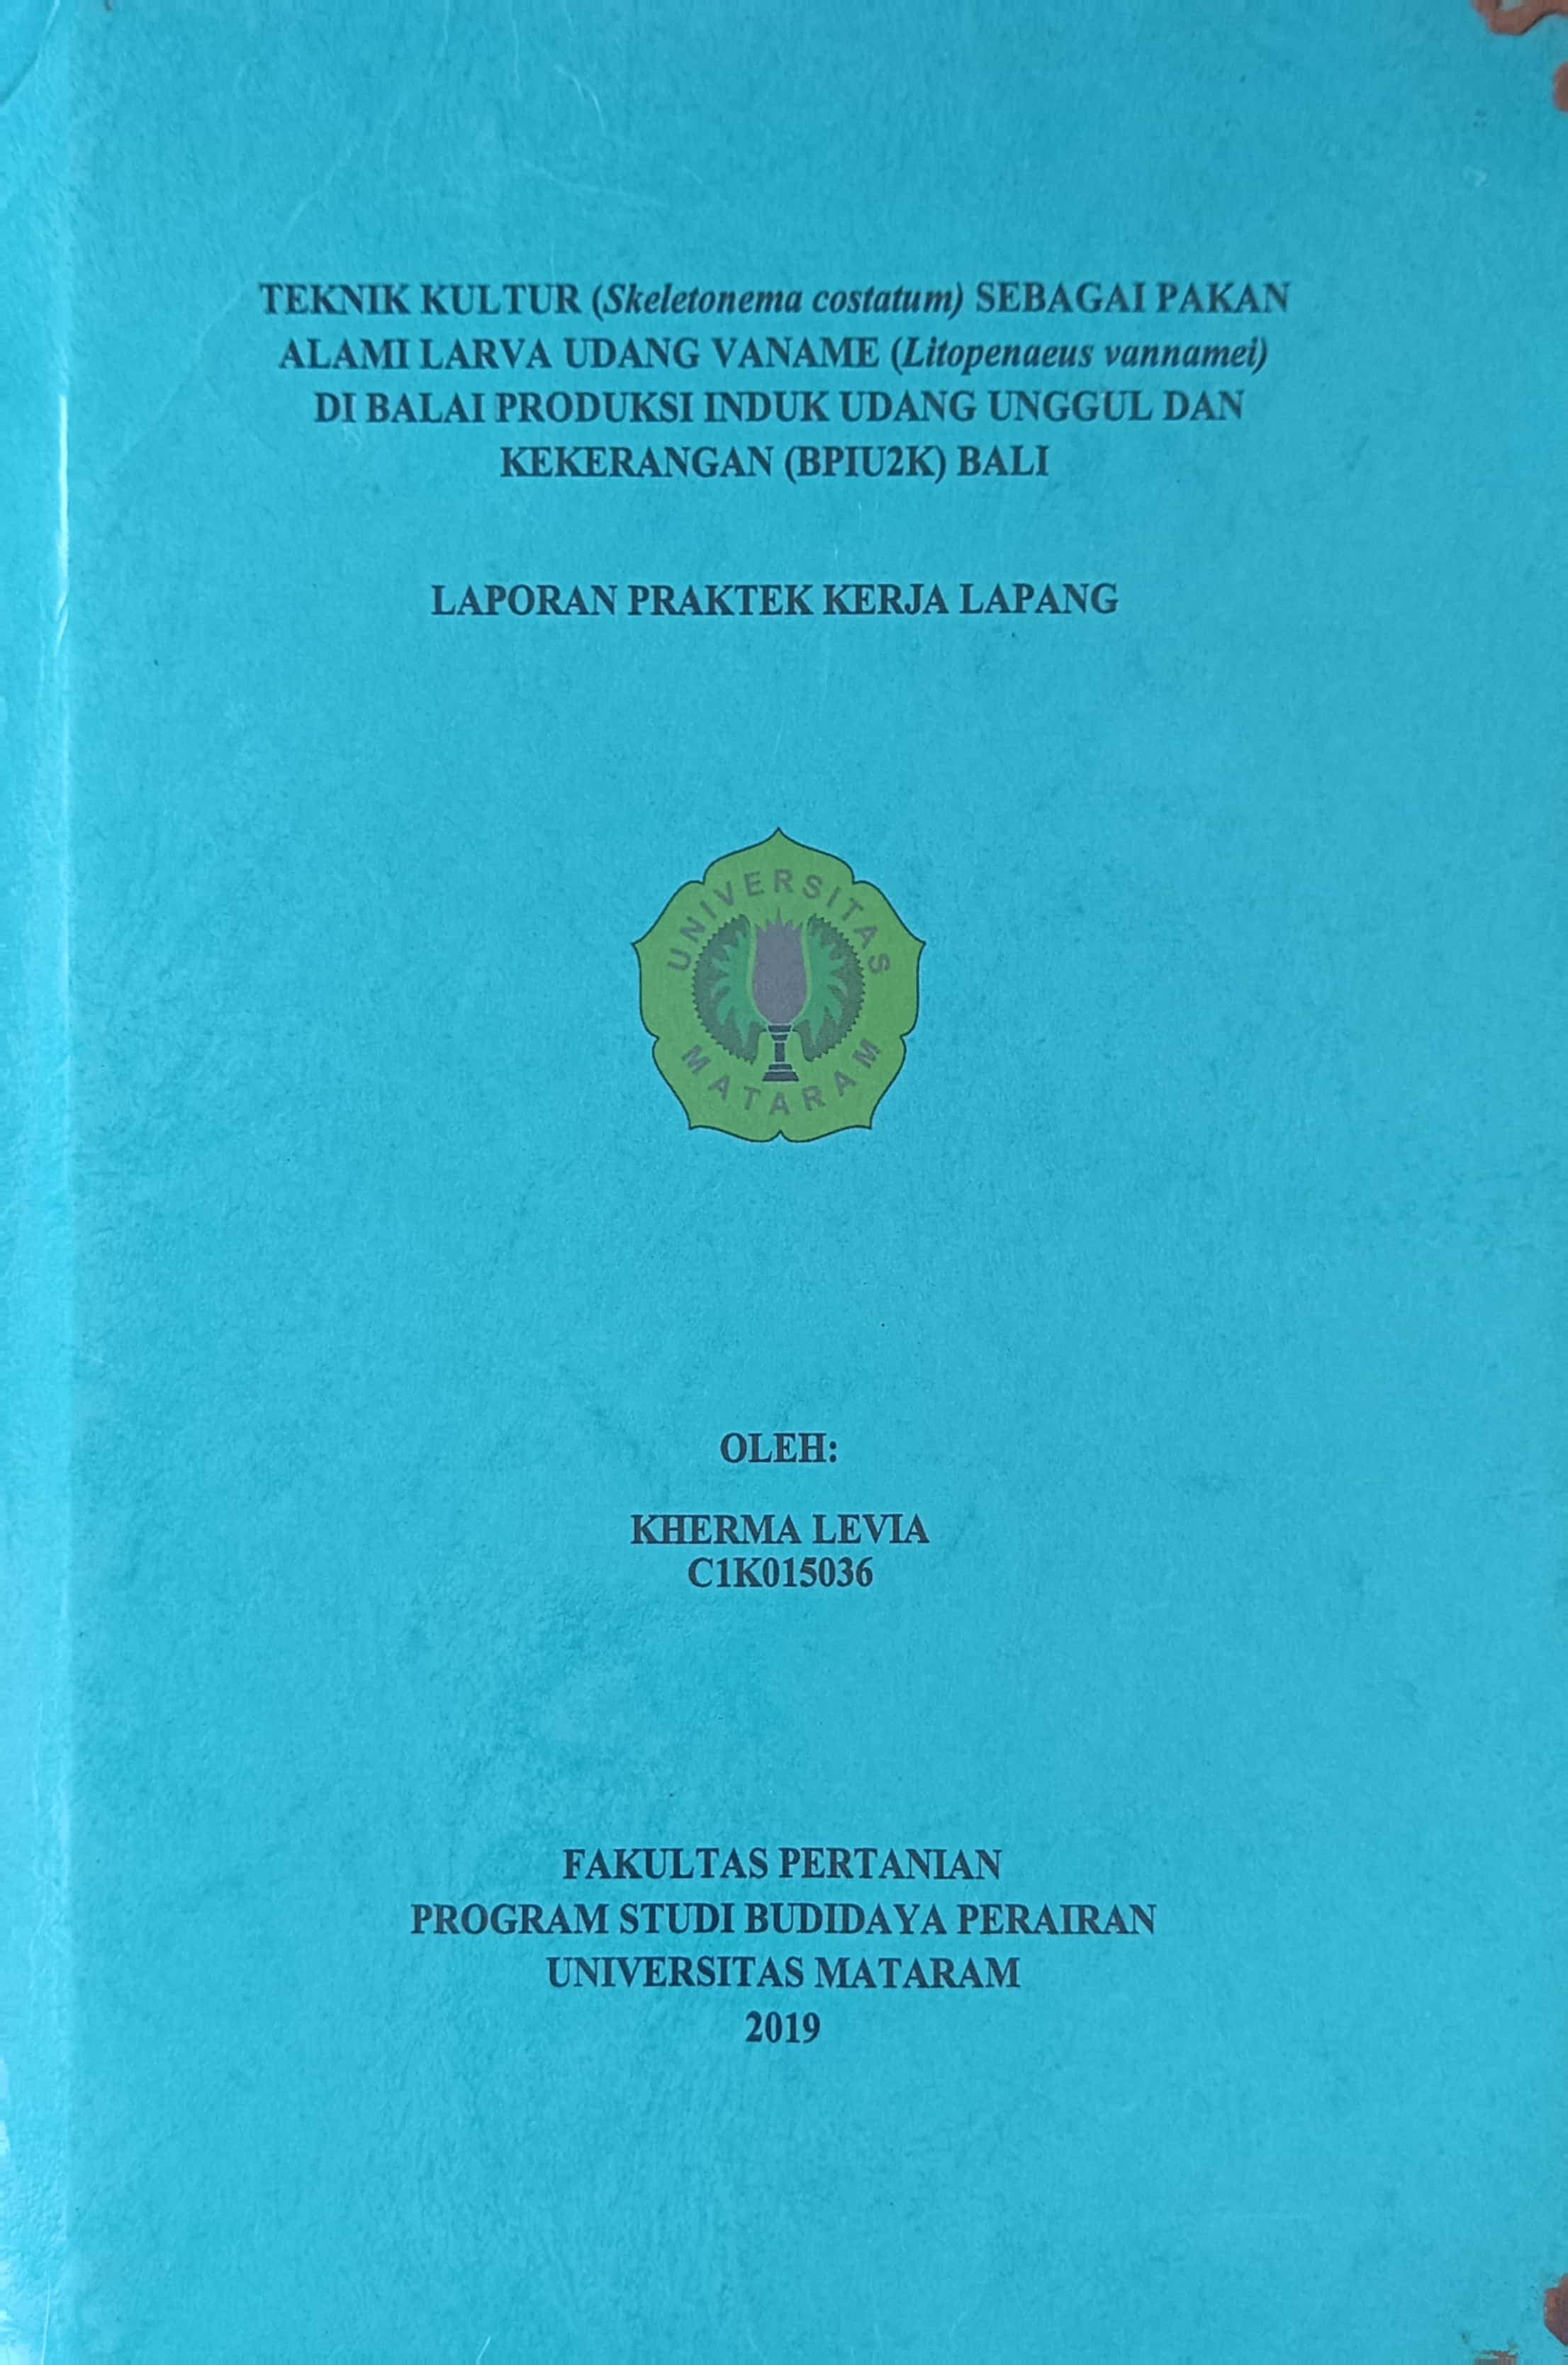 TEKNIK KULTUR (Skeletonema costatum) SEBAGAI PAKAN
ALAMI LARVA UDANG VANAME (Litopenaeus vannamei)
DI BALAI PRODUKSI INDUK UDANG UNGGUL DAN
KEKERANGAN (BPIU2K) BALI
LAPORAN PRAKTEK KERJA LAPANG
UNIVERSITAS
MATARAM
OLEH:
KHERMA LEVIA
C1K015036
FAKULTAS PERTANIAN
PROGRAM STUDI BUDIDAYA PERAIRAN
UNIVERSITAS MATARAM
2019